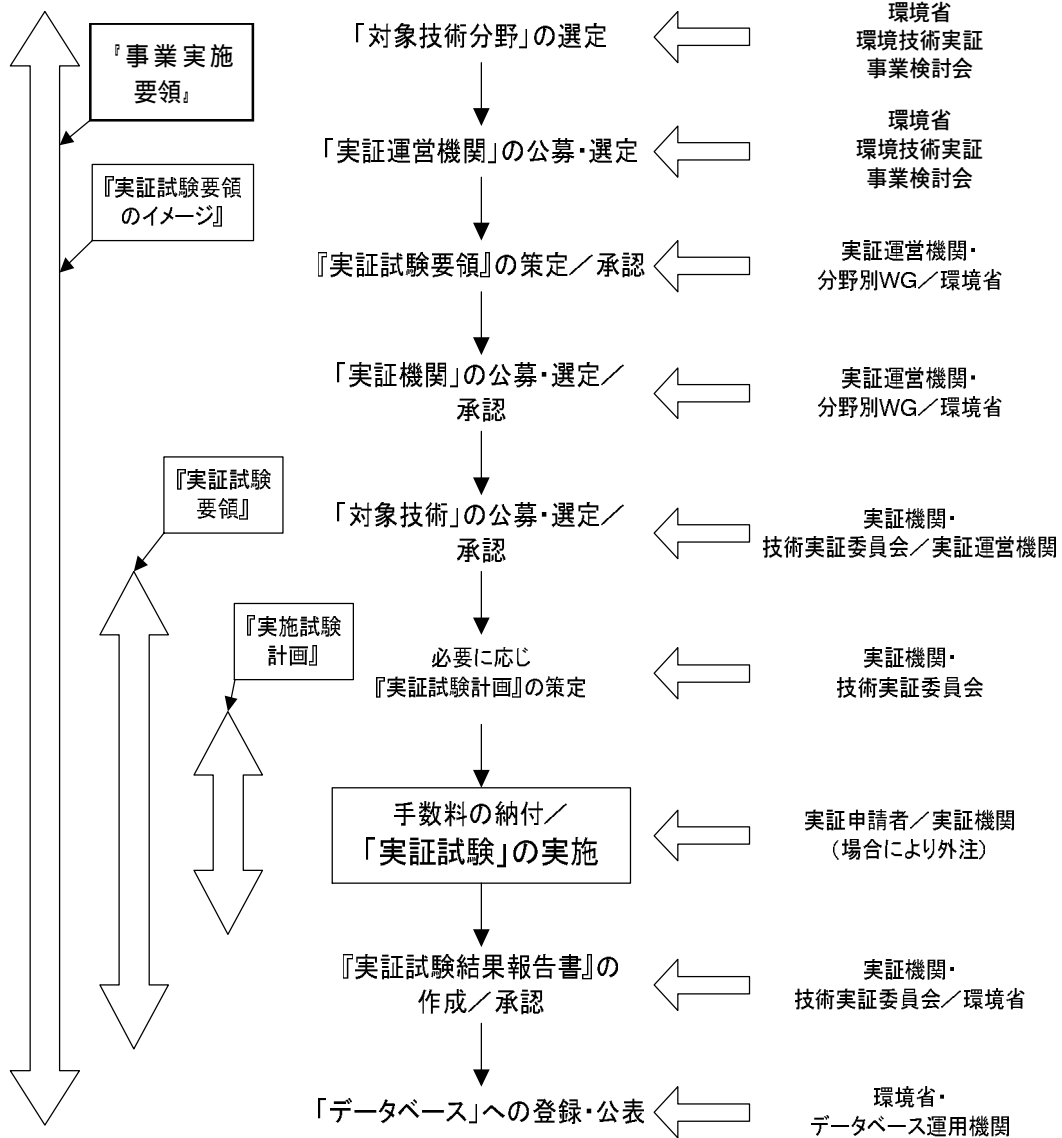 『事業実施
要領』
『実証試験要領
のイメージ』
『実証試験
要領』
『実施試験
計画』
「対象技術分野」の選定
環境省
環境技術実証
事業検討会
「実証運営機関」の公募・選定
環境省
環境技術実証
事業検討会
『実証試験要領』の策定／承認
実証運営機関・
分野別WG／環境省
「実証機関」の公募・選定／
承認
実証運営機関・
分野別WG／環境省
「対象技術」の公募・選定／
承認
実証機関・
技術実証委員会／実証運営機関
必要に応じ
『実証試験計画』の策定
実証機関・
技術実証委員会
手数料の納付／
「実証試験」の実施
実証申請者／実証機関
（場合により外注）
『実証試験結果報告書』の
作成／承認
実証機関・
技術実証委員会／環境省
「データベース」への登録・公表
環境省・
データベース運用機関